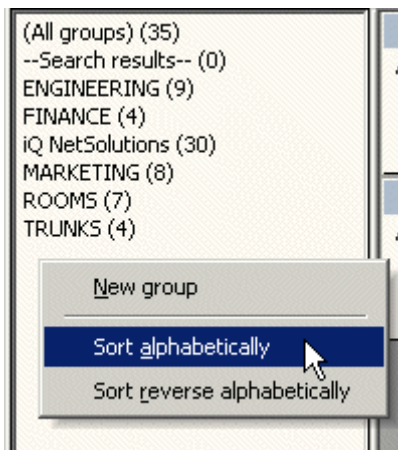 (All groups) (35)
--Search results-- (0)
ENGINEERING (9)
FINANCE (4)
iQ NetSolutions (30)
MARKETING (8)
ROOMS (7)
TRUNKS (4)
New group
Sort alphabetically
Sort reverse alphabetically